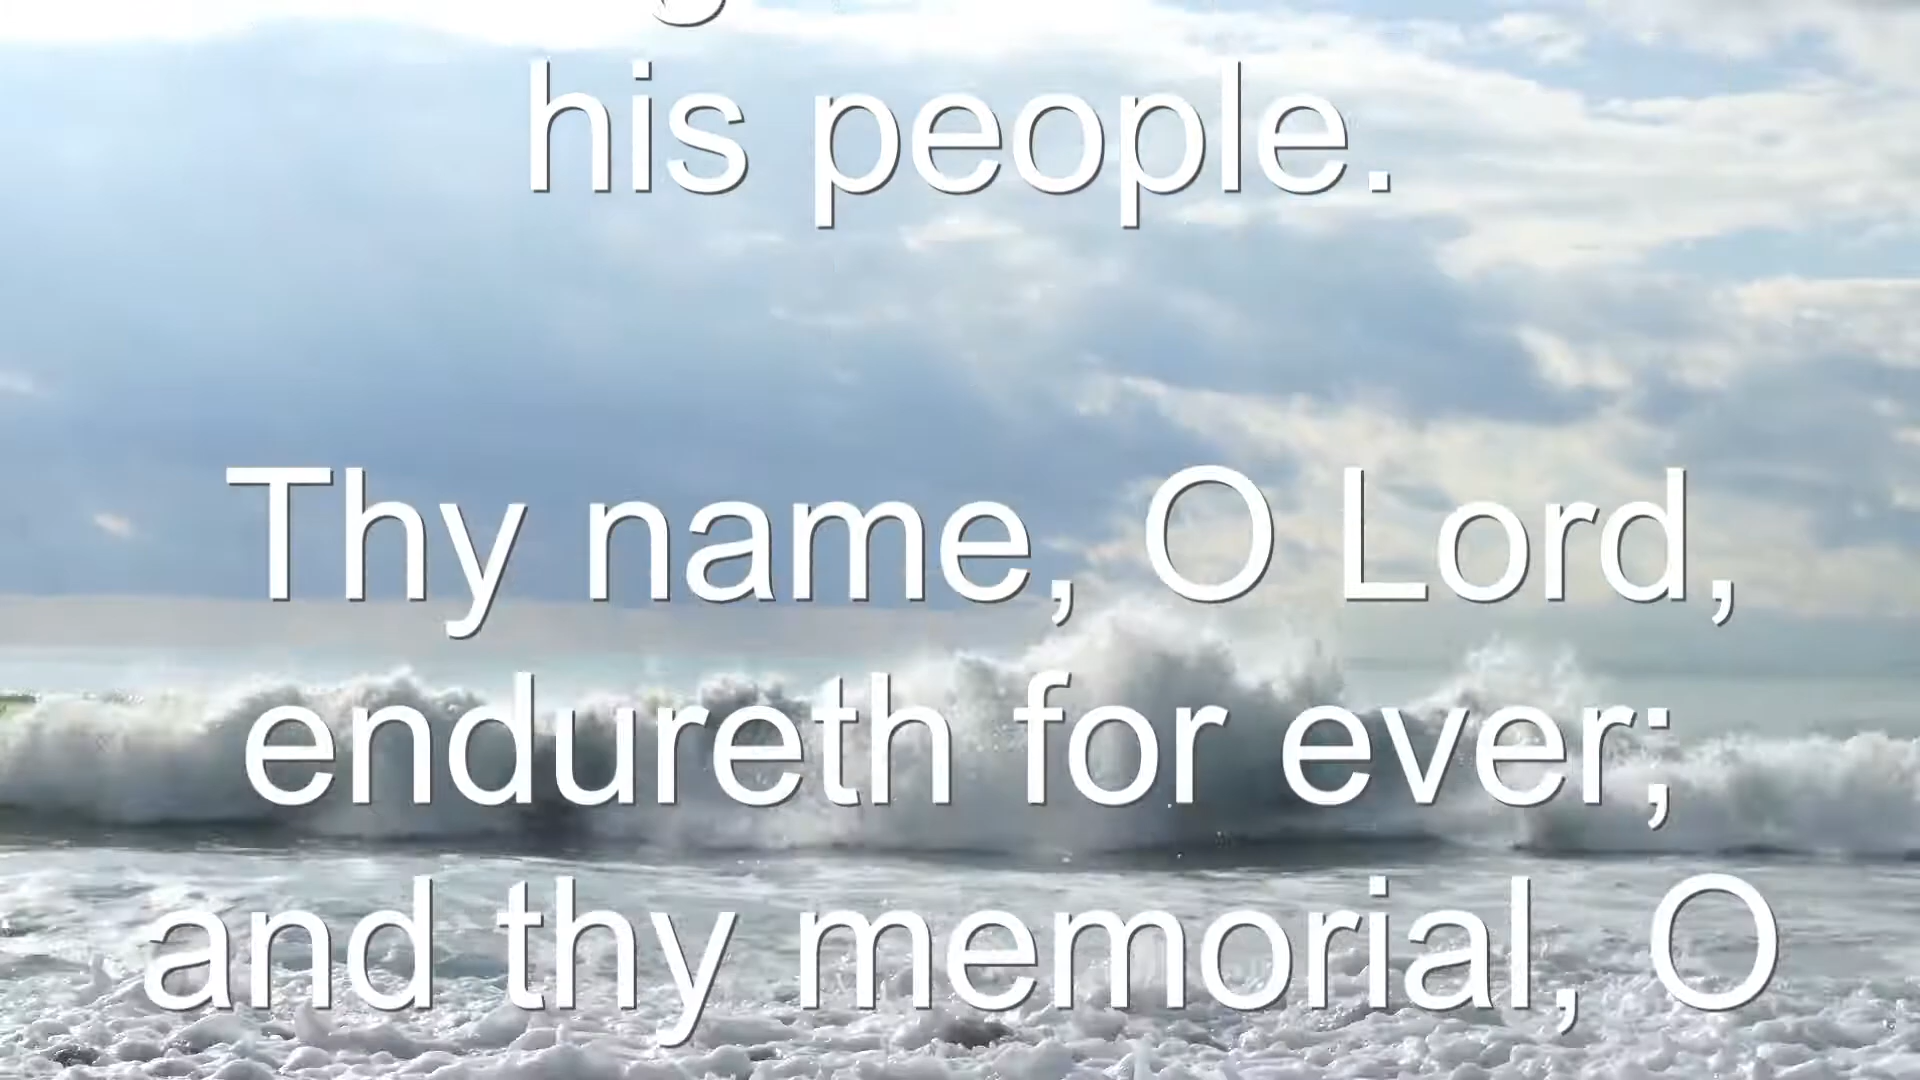 his people.
Thy name, O Lord,
endureth for ever;
and thy memorial, O